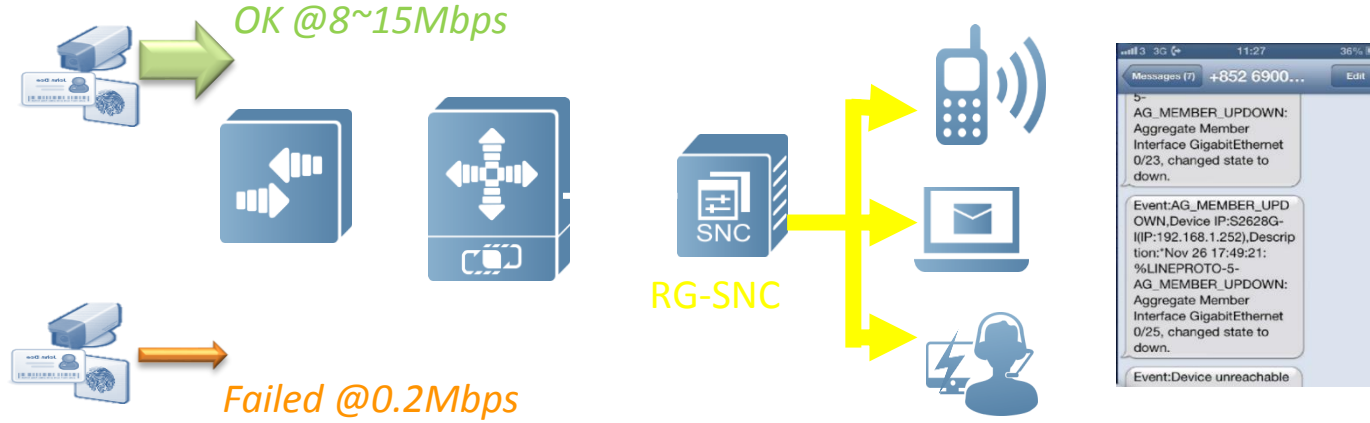 OK @8~15Mbps
SNC
RG-SNC
Failed @0.2Mbps
3 3G 11:27 36%
Messages (7) +852 6900... Edit
5-
AG_MEMBER_UPDOWN:
Aggregate Member
Interface GigabitEthernet
0/23, changed state to
down.
Event:AG_MEMBER_UPD
OWN,Device IP:S2628G-
I(IP:192.168.1.252),Descrip
tion:*Nov 26 17:49:21:
%LINEPROTO-5-
AG_MEMBER_UPDOWN:
Aggregate Member
Interface GigabitEthernet
0/25, changed state to
down.
Event:Device unreachable